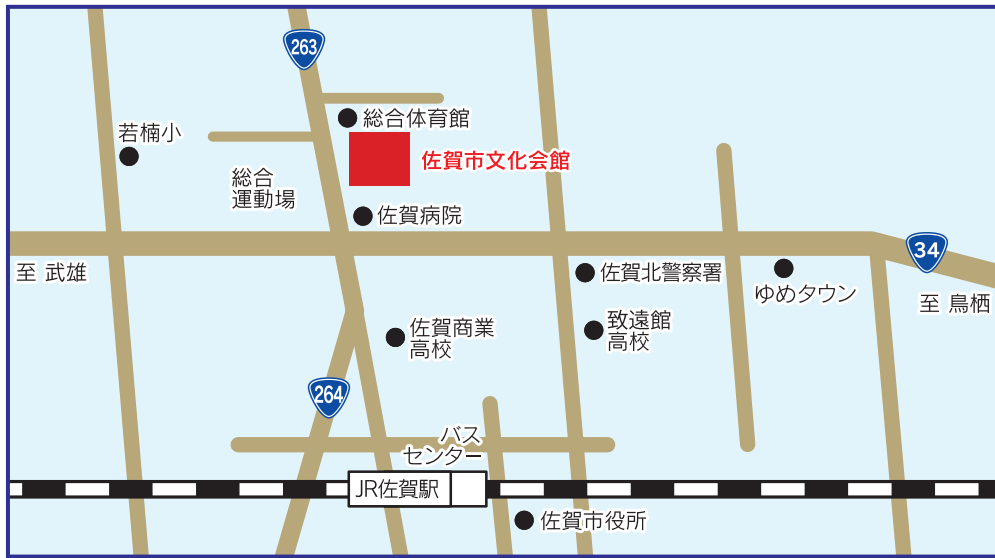 263
総合体育館
若楠小
佐賀市文化会館
総合
運動場
佐賀病院
34
至 武雄
佐賀北警察署
ゆめタウン
至 鳥栖
佐賀商業
高校
致遠館
高校
264
バス
センター
JR佐賀駅
佐賀市役所